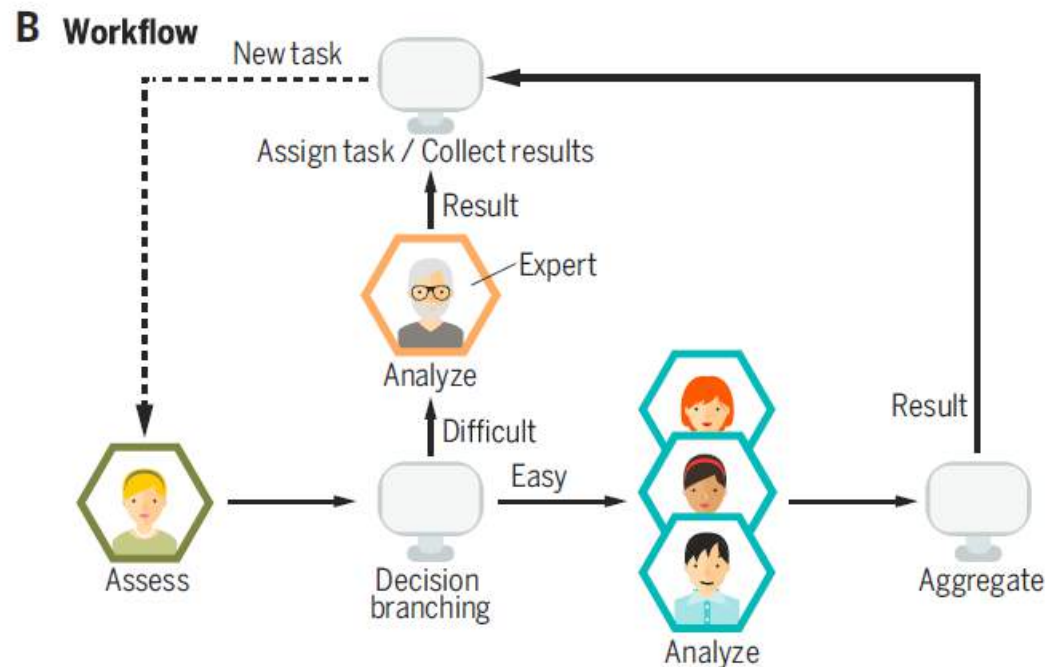 B Workflow
New task
Assign task / Collect results
Result
Expert
Analyze
Difficult
Easy
Result
Assess
Decision
branching
Analyze
Aggregate